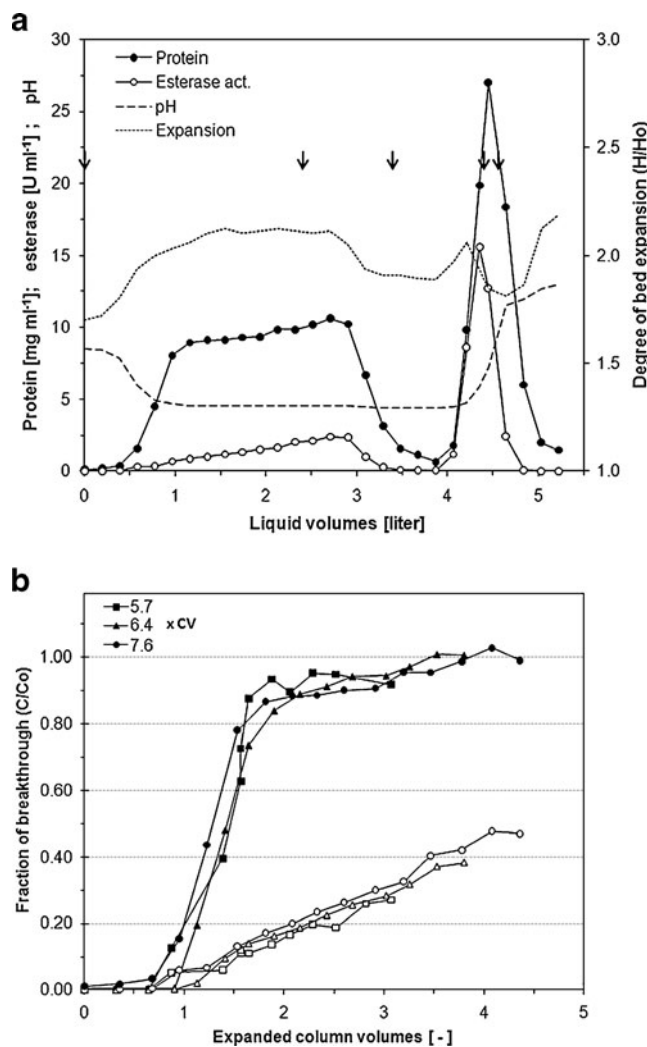 a
Protein
Esterase act.
pH
Expansion
30
25
20
15
10
5
0
3.0
2.5
2.0
1.5
1.0
0 1 2 3 4 5
Protein [mg ml-1]; esterase [U ml-1] ; pH
Degree of bed expansion (H/Ho)
Liquid volumes [liter]
b
5.7
6.4 x CV
7.6
1.00
0.80
0.60
0.40
0.20
0.00
0 1 2 3 4 5
Fraction of breakthrough (C/Co)
Expanded column volumes [ - ]